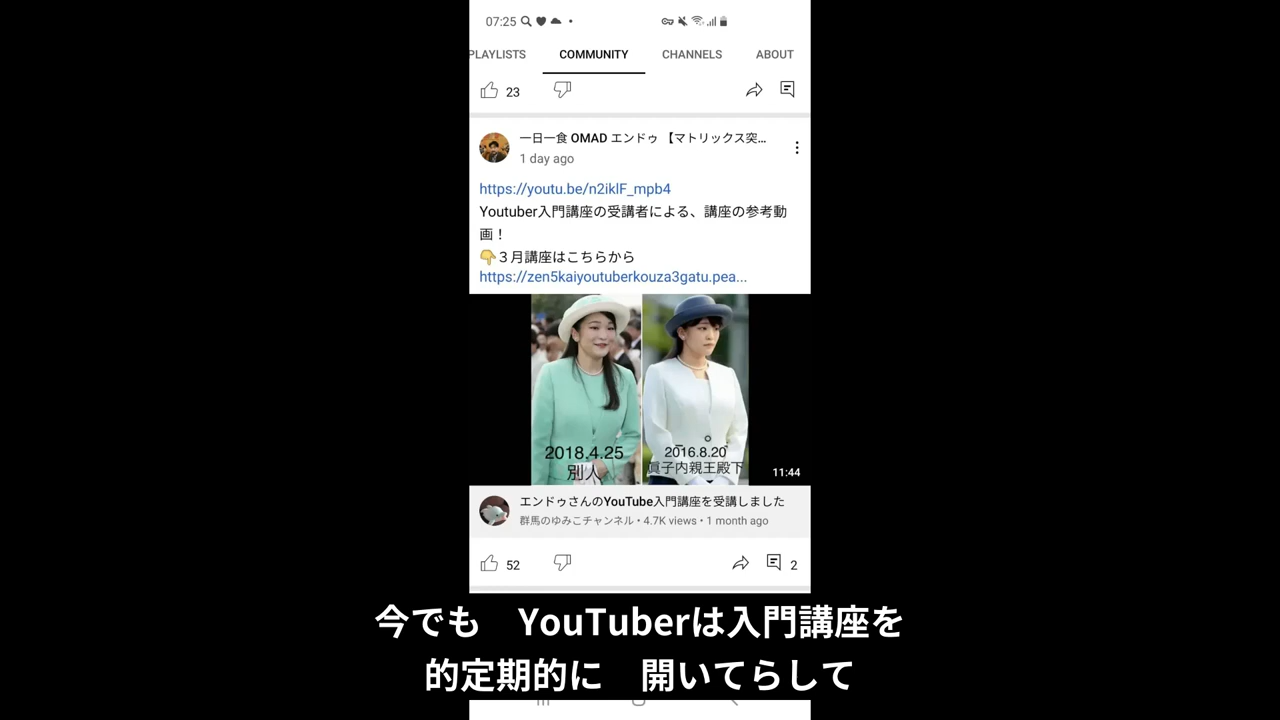 07:25
PLAYLISTS COMMUNITY CHANNELS ABOUT
23
一日一食 OMAD エンドゥ 【マトリックス突...
1 day ago
https://youtu.be/n2iklF_mpb4
Youtuber入門講座の受講者による、講座の参考動
画！
👇３月講座はこちらから
https://zen5kaiyoutuberkouza3gatu.pea...
2018.4.25
別人
2016.8.20
眞子内親王殿下
11:44
エンドゥさんのYouTube入門講座を受講しました
群馬のゆみこチャンネル • 4.7K views • 1 month ago
52
2
今でも　YouTuberは入門講座を
的定期的に　開いてらして